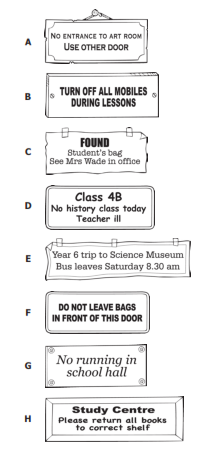 A
NO ENTRANCE TO ART ROOM
USE OTHER DOOR
B
TURN OFF ALL MOBILES
DURING LESSONS
C
FOUND
Student's bag
See Mrs Wade in office
D
Class 4B
No history class today
Teacher ill
E
Year 6 trip to Science Museum
Bus leaves Saturday 8.30 am
F
DO NOT LEAVE BAGS
IN FRONT OF THIS DOOR
G
No running in
school hall
H
Study Centre
Please return all books
to correct shelf